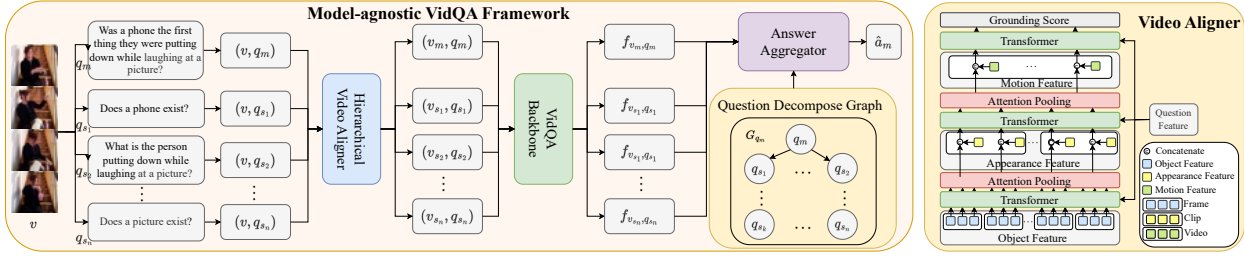 Model-agnostic VidQA Framework
v
q_m
Was a phone the first
thing they were putting
down while laughing at a
picture?
q_{s_1}
Does a phone exist?
q_{s_2}
What is the person
putting down while
laughing at a picture?
⋮
q_{s_n}
Does a picture exist?
(v, q_m)
(v, q_{s_1})
(v, q_{s_2})
⋮
(v, q_{s_n})
Hierarchical
Video Aligner
(v_m, q_m)
(v_{s_1}, q_{s_1})
(v_{s_2}, q_{s_2})
⋮
(v_{s_n}, q_{s_n})
VidQA
Backbone
f_{v_m,q_m}
f_{v_{s_1},q_{s_1}}
f_{v_{s_1},q_{s_1}}
⋮
f_{v_{s_n},q_{s_n}}
Answer
Aggregator
â_m
Question Decompose Graph
G_{q_m}
q_m
q_{s_1}
q_{s_2}
⋮ ... ⋮
q_{s_k}
...
q_{s_n}
Video Aligner
Grounding Score
Transformer
c ... c
Motion Feature
Attention Pooling
Transformer
c c ... c c
Appearance Feature
Attention Pooling
Transformer
...
Object Feature
Question
Feature
c Concatenate
Object Feature
Appearance Feature
Motion Feature
Frame
Clip
Video